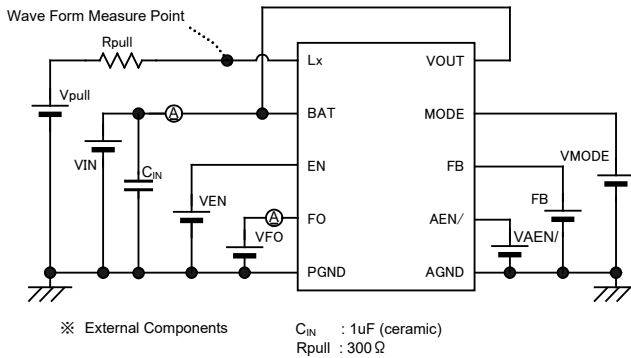 Wave Form Measure Point
Rpull
Lx
VOUT
Vpull
A
BAT
MODE
VIN
CIN
EN
FB
VMODE
VEN
A
FO
AEN/
FB
VFO
VAEN/
PGND
AGND
※ External Components
CIN : 1uF (ceramic)
Rpull : 300Ω